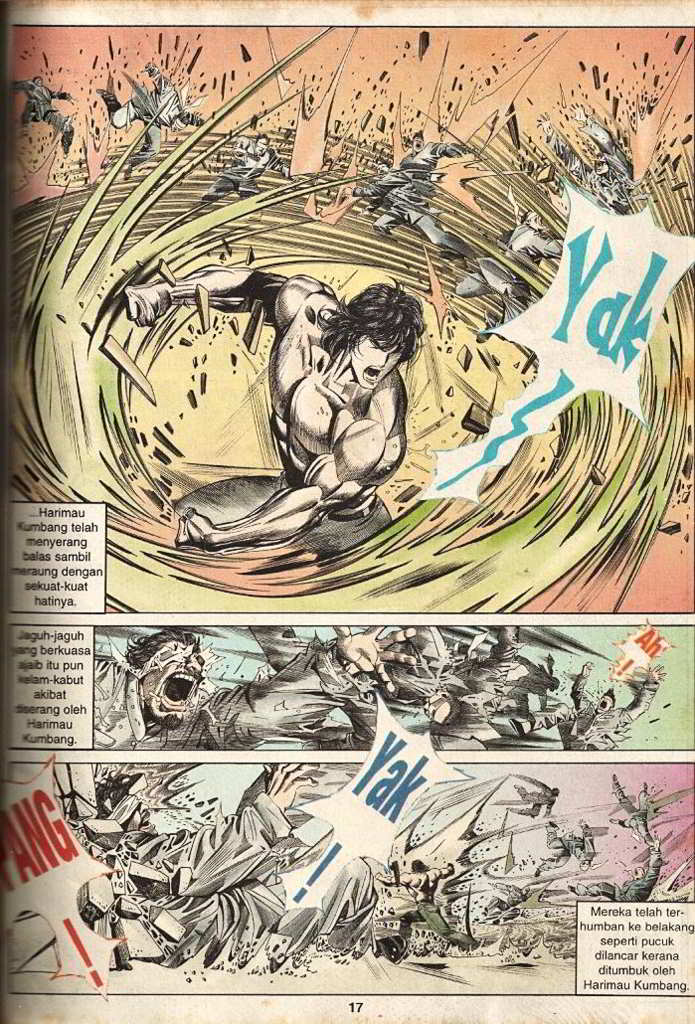 Yak
!
...Harimau
Kumbang telah
menyerang
balas sambil
meraung dengan
sekuat-kuat
hatinya.
Jaguh-jaguh
yang berkuasa
ajaib itu pun
kelam-kabut
akibat
diserang oleh
Harimau
Kumbang.
Ah
!
PANG
!
Yak
!
Mereka telah ter-
humban ke belakang
seperti pucuk
dilancar kerana
ditumbuk oleh
Harimau Kumbang.
17